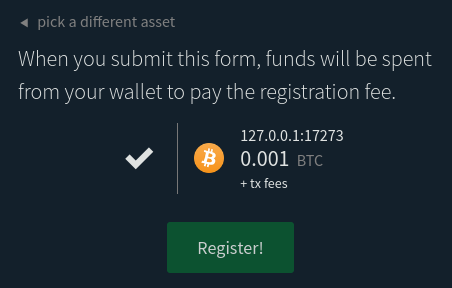 ◀ pick a different asset
When you submit this form, funds will be spent
from your wallet to pay the registration fee.
127.0.0.1:17273
0.001 BTC
+ tx fees
Register!